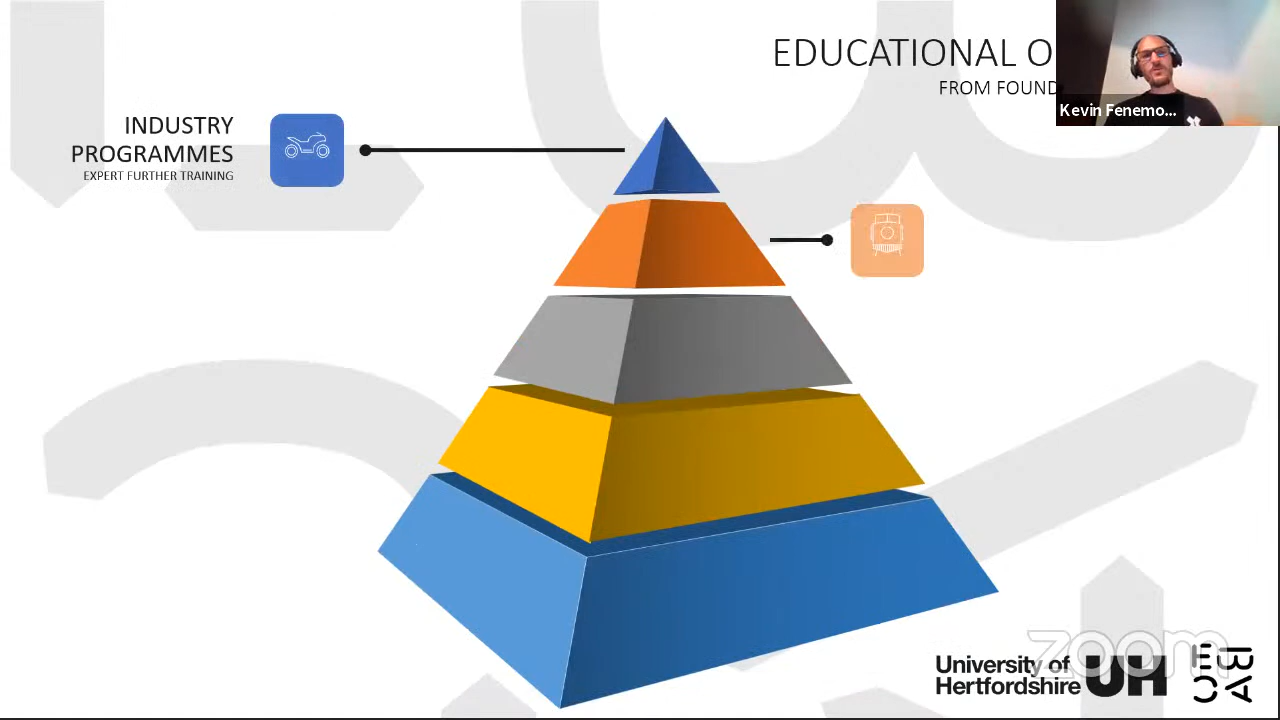 EDUCATIONAL O
FROM FOUND
Kevin Fenemo...
INDUSTRY
PROGRAMMES
EXPERT FURTHER TRAINING
zoom
University of
Hertfordshire
UH